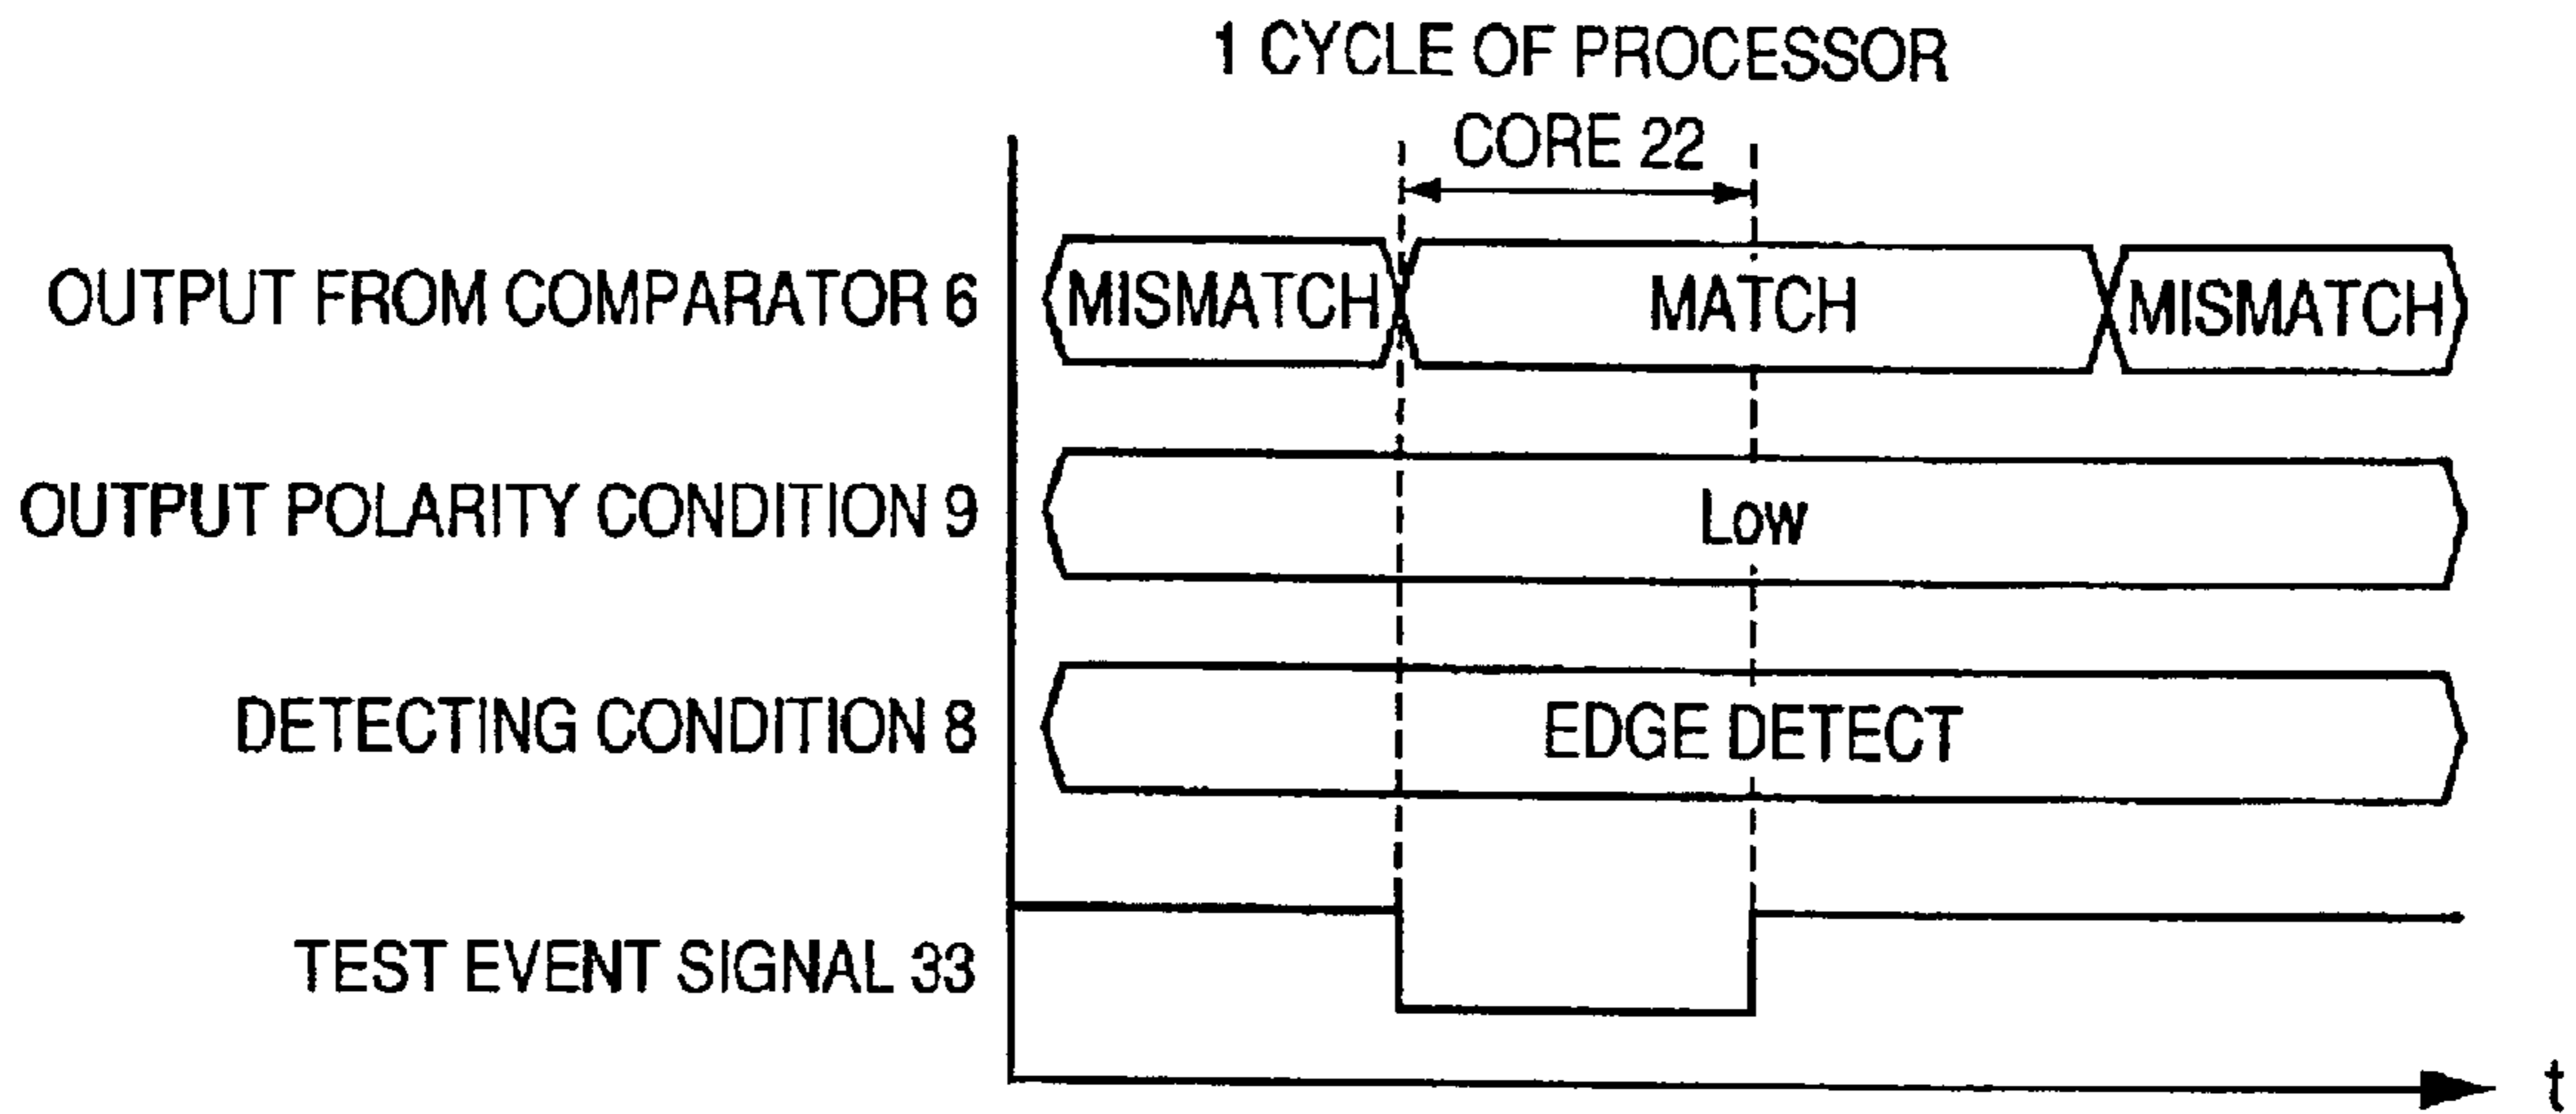 1 CYCLE OF PROCESSOR
CORE 22
OUTPUT FROM COMPARATOR 6 MISMATCH MATCH MISMATCH
OUTPUT POLARITY CONDITION 9 Low
DETECTING CONDITION 8 EDGE DETECT
TEST EVENT SIGNAL 33
t